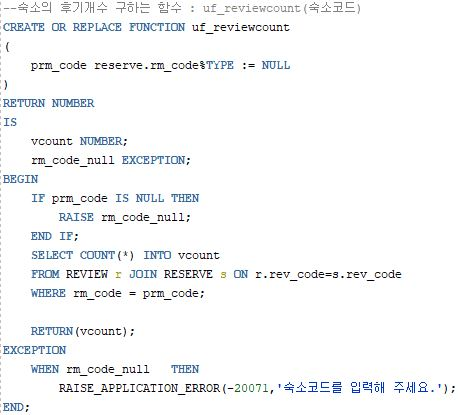 --숙소의 후기개수 구하는 함수 : uf_reviewcount(숙소코드)
CREATE OR REPLACE FUNCTION uf_reviewcount
(
    prm_code reserve.rm_code%TYPE := NULL
)
RETURN NUMBER
IS
    vcount NUMBER;
    rm_code_null EXCEPTION;
BEGIN
    IF prm_code IS NULL THEN
        RAISE rm_code_null;
    END IF;
    SELECT COUNT(*) INTO vcount
    FROM REVIEW r JOIN RESERVE s ON r.rev_code=s.rev_code
    WHERE rm_code = prm_code;

    RETURN(vcount);
EXCEPTION
    WHEN rm_code_null   THEN
        RAISE_APPLICATION_ERROR(-20071,'숙소코드를 입력해 주세요.');
END;